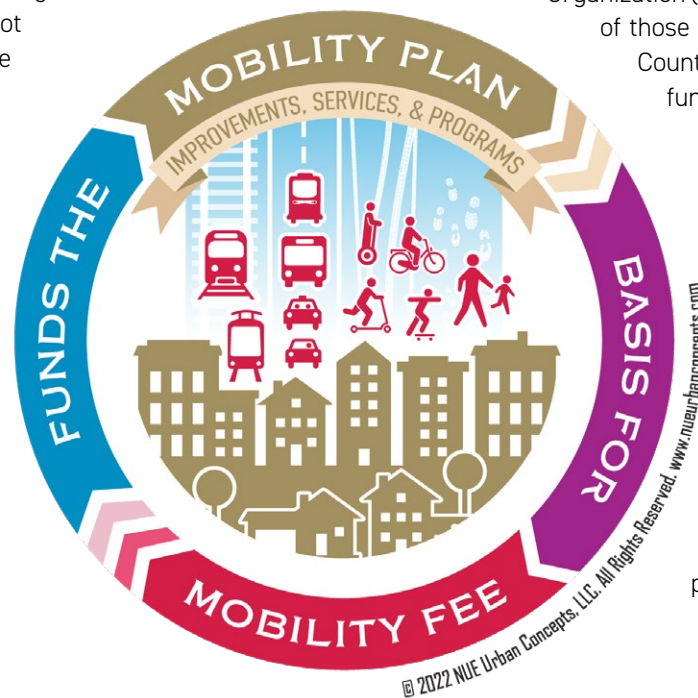 Organization (
ot
of those
e
Count
fun
MOBILITY PLAN
IMPROVEMENTS, SERVICES, & PROGRAMS
FUNDS THE
BASIS FOR
MOBILITY FEE
p
© 2022 NUE Urban Concepts, LLC. All Rights Reserved. www.nueurbanconcepts.com